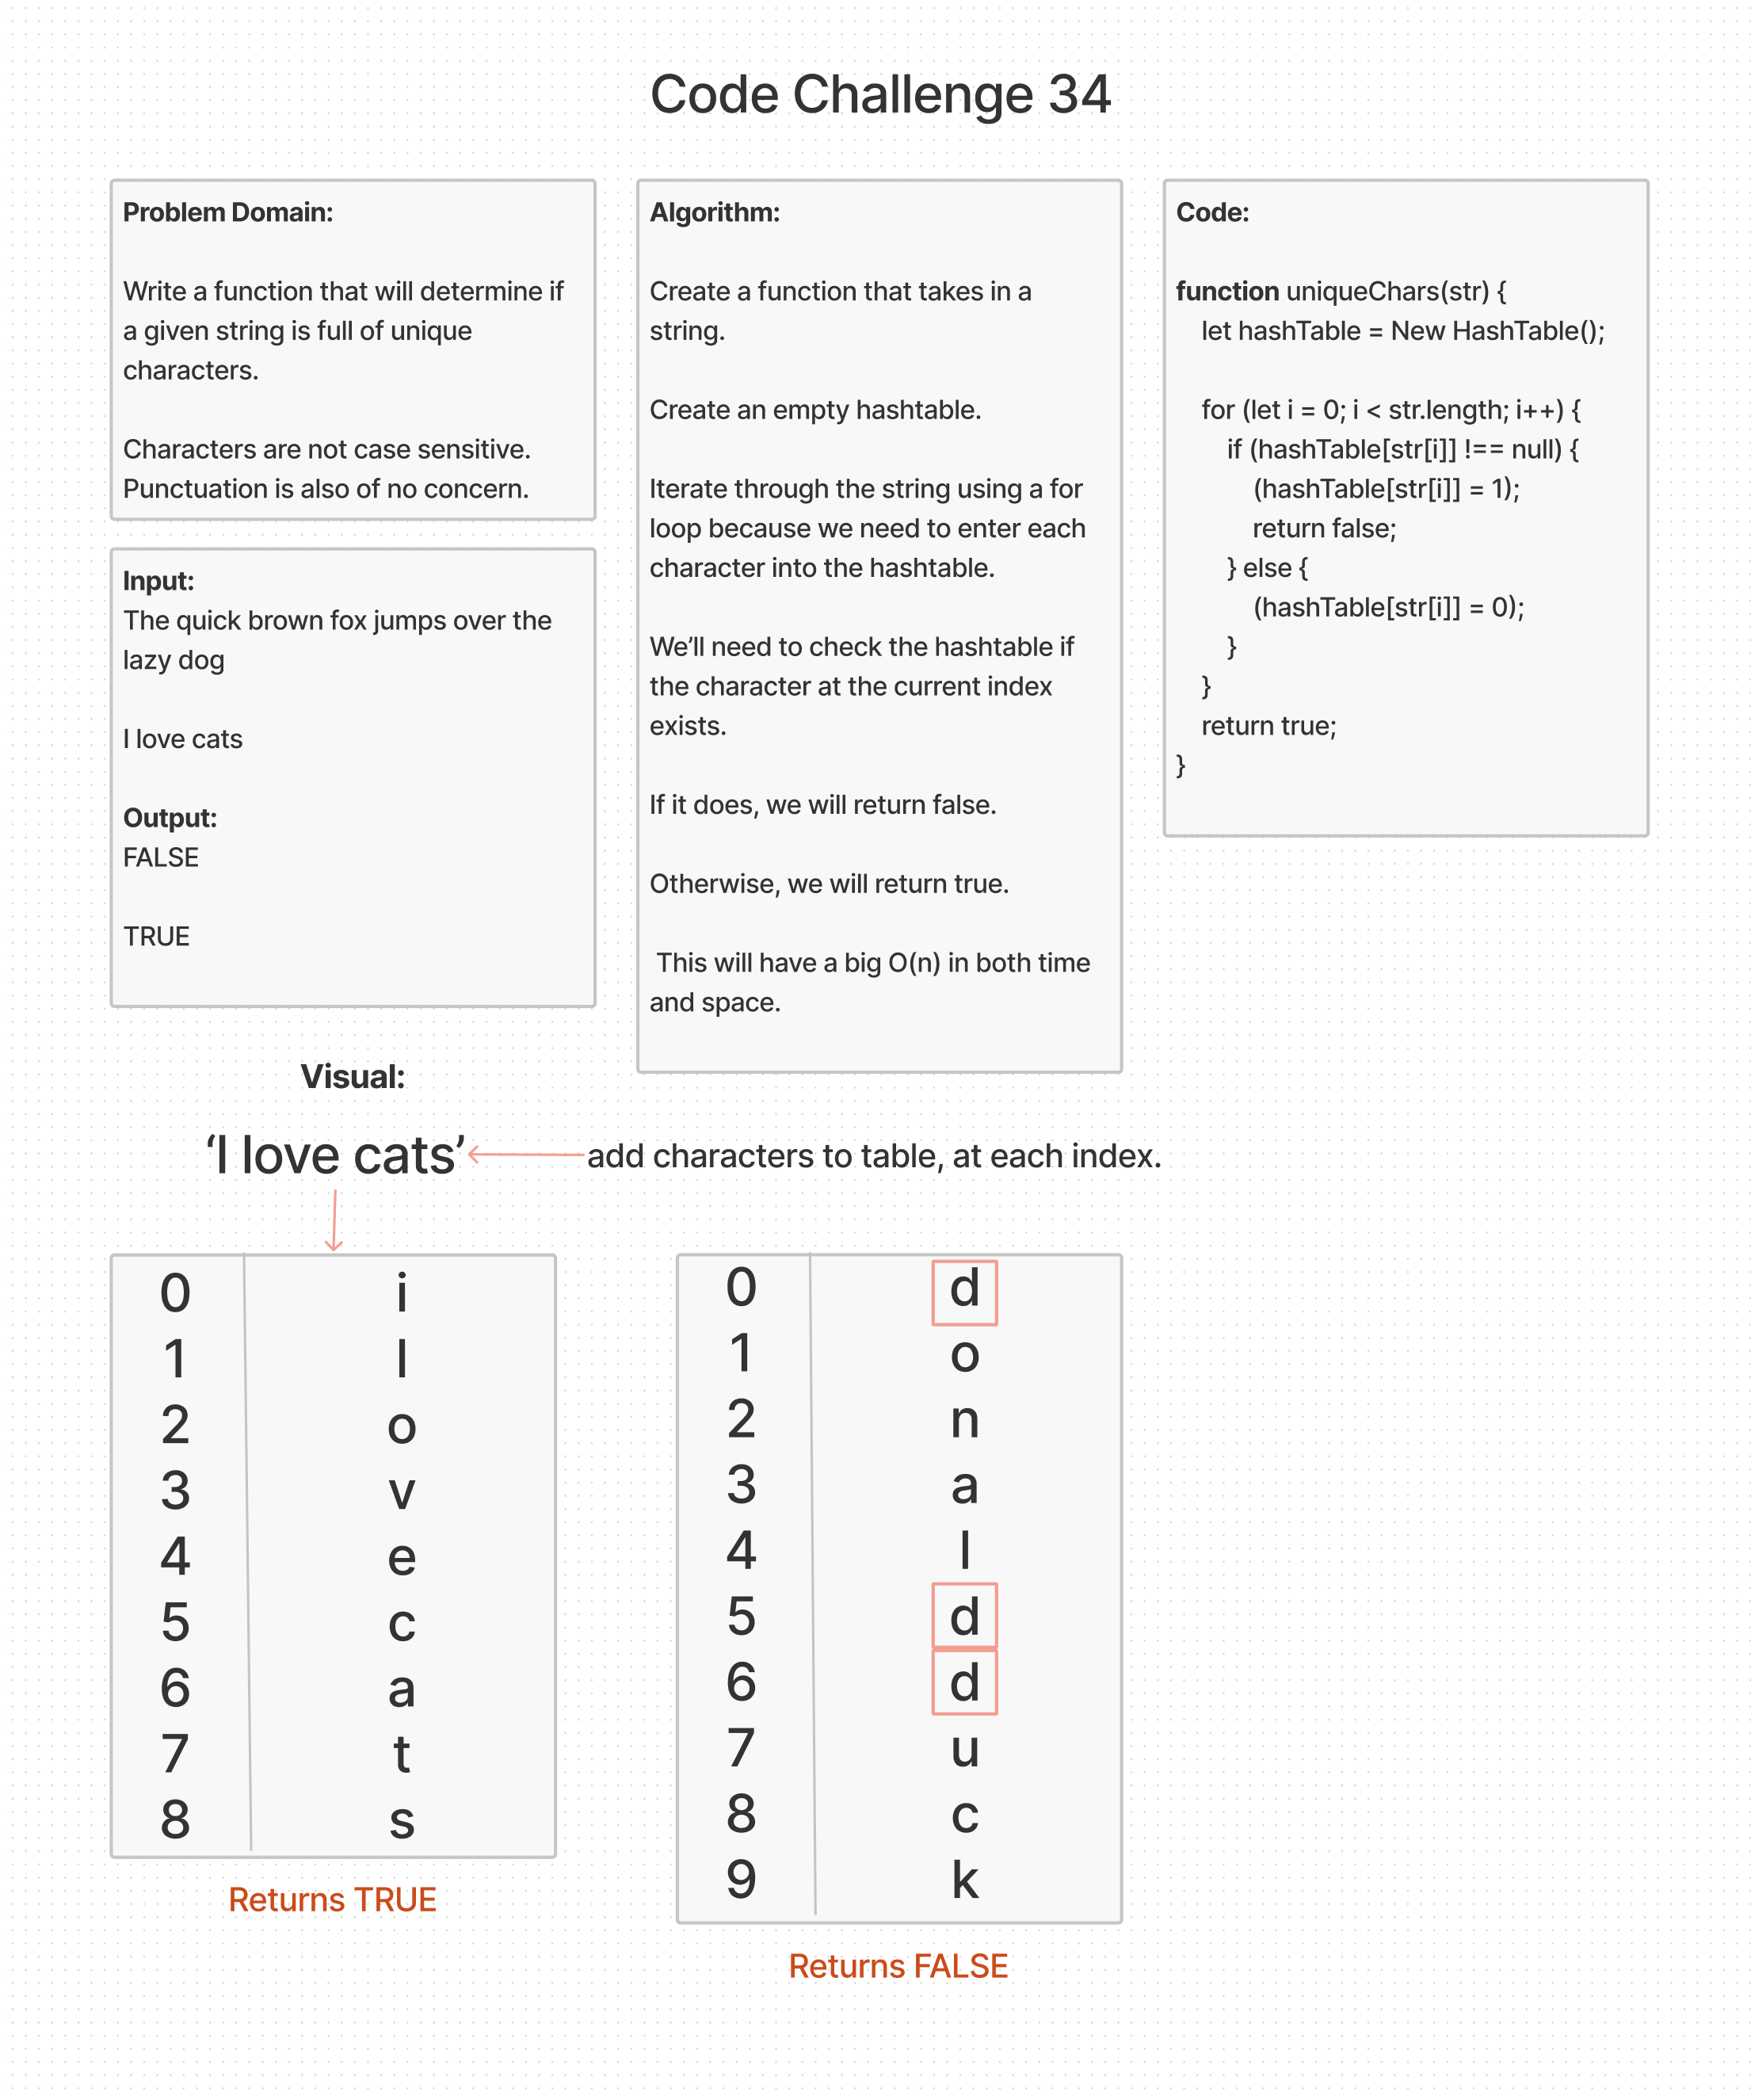 Code Challenge 34
Problem Domain:
Write a function that will determine if
a given string is full of unique
characters.
Characters are not case sensitive.
Punctuation is also of no concern.
Input:
The quick brown fox jumps over the
lazy dog
I love cats
Output:
FALSE
TRUE
Algorithm:
Create a function that takes in a
string.
Create an empty hashtable.
Iterate through the string using a for
loop because we need to enter each
character into the hashtable.
We’ll need to check the hashtable if
the character at the current index
exists.
If it does, we will return false.
Otherwise, we will return true.
This will have a big O(n) in both time
and space.
Code:
function uniqueChars(str) {
let hashTable = New HashTable();
for (let i = 0; i < str.length; i++) {
if (hashTable[str[i]] !== null) {
(hashTable[str[i]] = 1);
return false;
} else {
(hashTable[str[i]] = 0);
}
}
return true;
}
Visual:
‘I love cats’
add characters to table, at each index.
0 i
1 l
2 o
3 v
4 e
5 c
6 a
7 t
8 s
Returns TRUE
0 d
1 o
2 n
3 a
4 l
5 d
6 d
7 u
8 c
9 k
Returns FALSE